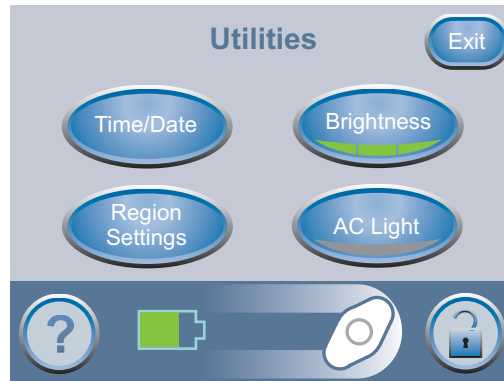 Utilities
Exit
Time/Date
Brightness
Region
Settings
AC Light
?